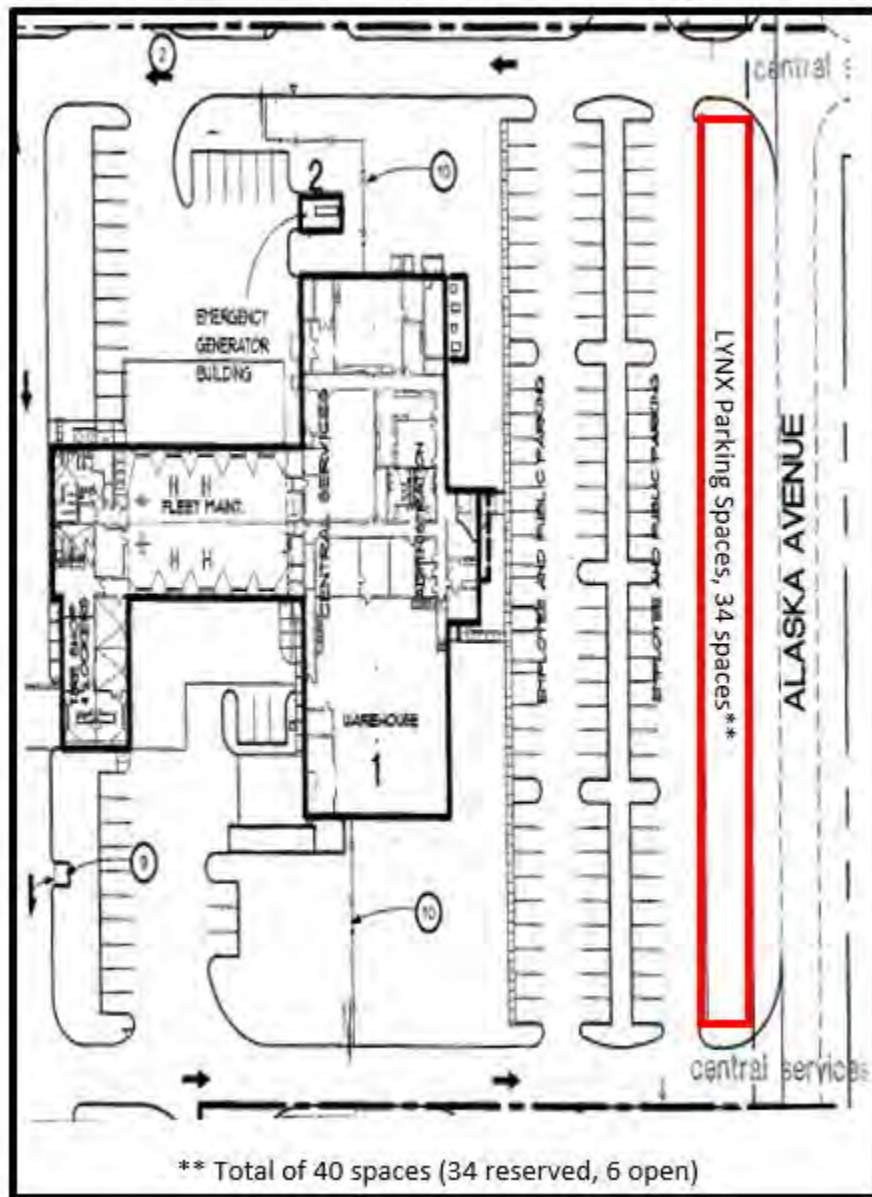 2
central s
2
10
EMERGENCY
GENERATOR
BUILDING
FLEET MAINT.
CENTRAL SERVICES
ADMINISTRATION
EMPLOYEE AND PUBLIC PARKING
EMPLOYEE AND PUBLIC PARKING
LYNX Parking Spaces, 34 spaces**
ALASKA AVENUE
WAREHOUSE
1
9
10
central services
** Total of 40 spaces (34 reserved, 6 open)